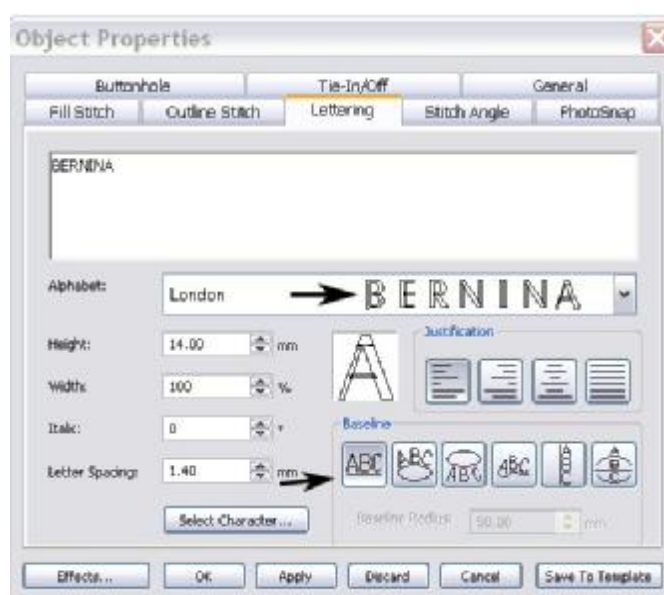 Object Properties
Buttonhole Tie-In/Off General
Fill Stitch Outline Stitch Lettering Stitch Angle PhotoSnap
BERNINA
Alphabet: London BERNINA
Justification
Height: 14.00 mm
Width: 100 %
A
Baseline
Italic: 0 °
Letter Spacing: 1.40 mm
ABC ABC ABC ABC ABC ABC
Select Character...
Baseline Radius: 50.00 mm
Effects... OK Apply Discard Cancel Save To Template